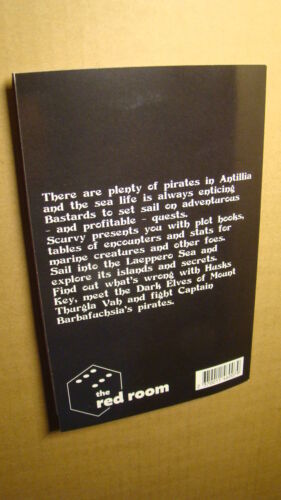 There are plenty of pirates in Antillia
and the sea life is always enticing
Bastards to set sail on adventurous
- and profitable - quests.
Scurvy presents you with plot hooks,
tables of encounters and stats for
marine creatures and other foes.
Sail into the Laeppero Sea and
explore its islands and secrets.
Find out what's wrong with Husks
Key, meet the Dark Elves of Mount
Thurgla Vah and fight Captain
Barbafuchsia's pirates.
the
red room